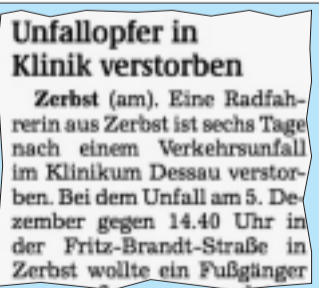 Unfallopfer in
Klinik verstorben
Zerbst (am). Eine Radfah-
rerin aus Zerbst ist sechs Tage
nach einem Verkehrsunfall
im Klinikum Dessau verstor-
ben. Bei dem Unfall am 5. De-
zember gegen 14.40 Uhr in
der Fritz-Brandt-Straße in
Zerbst wollte ein Fußgänger